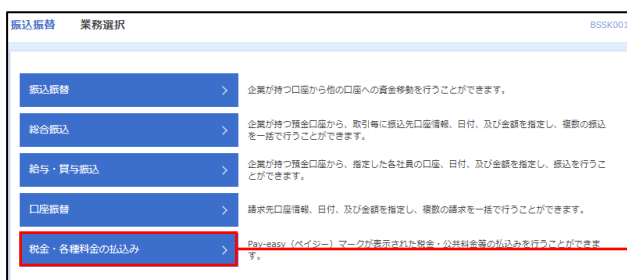 振込振替 業務選択 BSSK001
振込振替 企業が持つ口座から他の口座への資金移動を行うことができます。
総合振込 企業が持つ預金口座から、取引毎に振込先口座情報、日付、及び金額を指定し、複数の振込
を一括で行うことができます。
給与・賞与振込 企業が持つ預金口座から、指定した各社員の口座、日付、及び金額を指定し、振込を行うこ
とができます。
口座振替 請求先口座情報、日付、及び金額を指定し、複数の請求を一括で行うことができます。
税金・各種料金の払込み Pay-easy（ペイジー）マークが表示された税金・公共料金等の払込みを行うことができま
す。